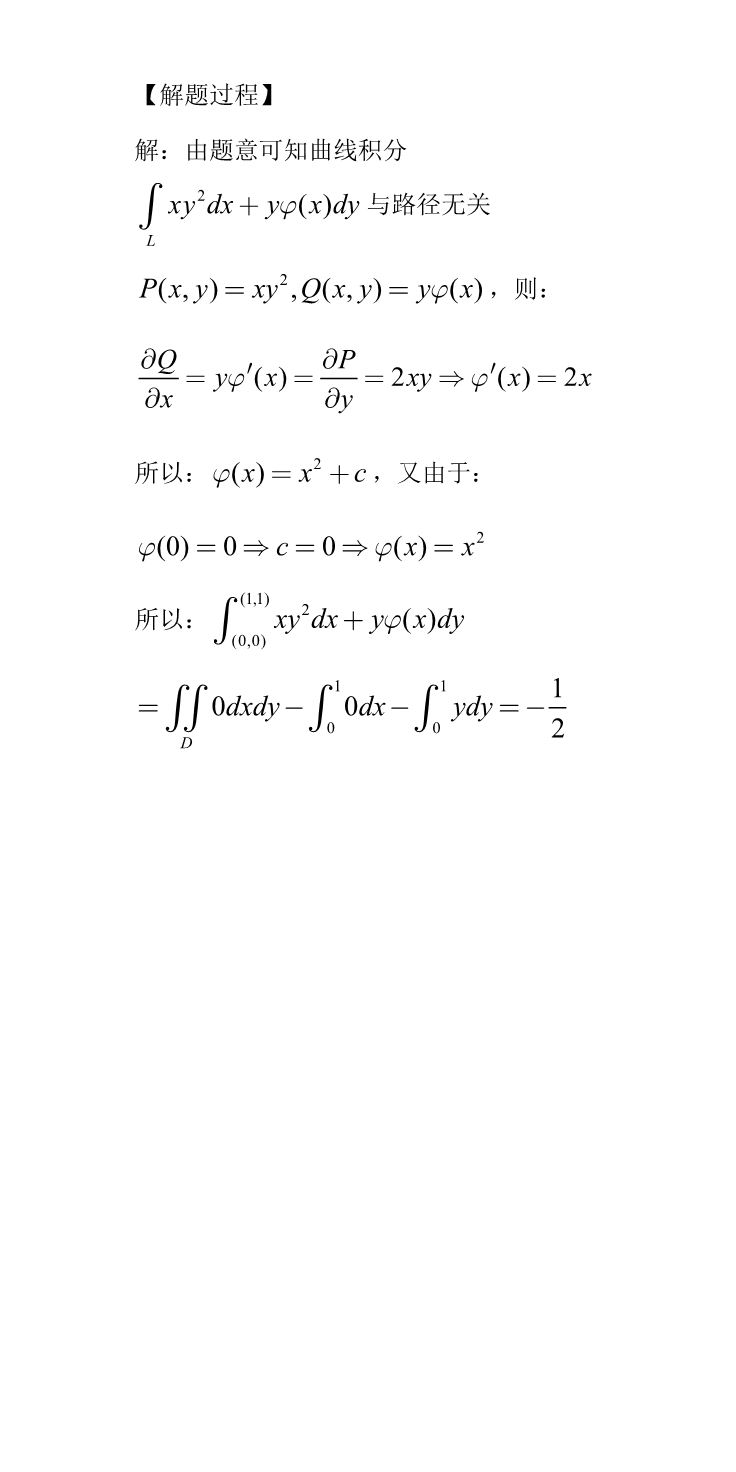 【解题过程】
解：由题意可知曲线积分
$\int_L xy^2dx + y\varphi(x)dy$ 与路径无关
$P(x,y) = xy^2, Q(x,y) = y\varphi(x)$，则：
$\frac{\partial Q}{\partial x} = y\varphi'(x) = \frac{\partial P}{\partial y} = 2xy \Rightarrow \varphi'(x) = 2x$
所以：$\varphi(x) = x^2 + c$，又由于：
$\varphi(0) = 0 \Rightarrow c = 0 \Rightarrow \varphi(x) = x^2$
所以：$\int_{(0,0)}^{(1,1)} xy^2dx + y\varphi(x)dy$
$= \iint_D 0dxdy - \int_0^1 0dx - \int_0^1 ydy = -\frac{1}{2}$